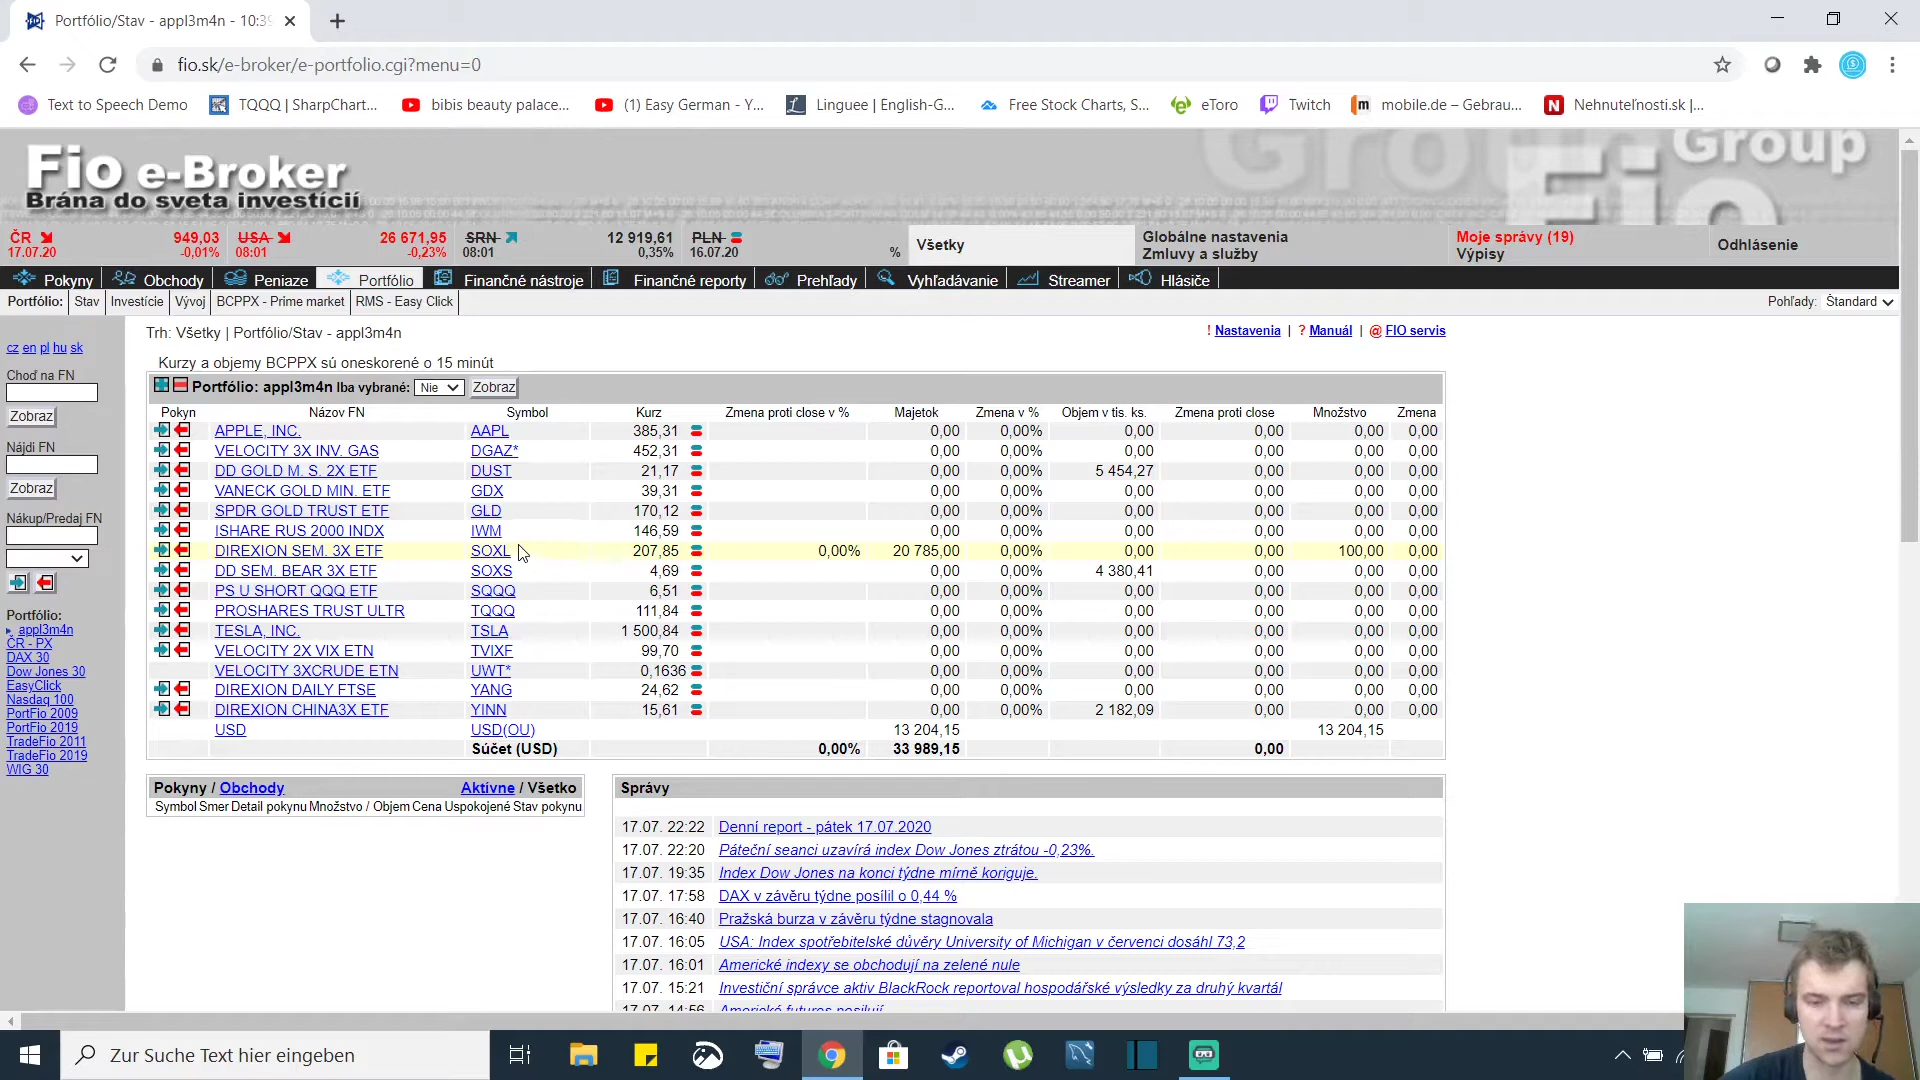 Portfólio/Stav - appl3m4n - 10:39
fio.sk/e-broker/e-portfolio.cgi?menu=0
Text to Speech Demo TQQQ | SharpChart... bibis beauty palace... (1) Easy German - Y... Linguee | English-G... Free Stock Charts, S... eToro Twitch mobile.de – Gebrau... Nehnuteľnosti.sk |...
Fio e-Broker
Brána do sveta investícií
Group
Fio
ČR 949,03 USA 26 671,95 SRN 12 919,61 PLN
17.07.20 -0,01% 08:01 -0,23% 08:01 0,35% 16.07.20 %
Všetky
Globálne nastavenia
Zmluvy a služby
Moje správy (19)
Výpisy
Odhlásenie
Pokyny Obchody Peniaze Portfólio Finančné nástroje Finančné reporty Prehľady Vyhľadávanie Streamer Hlásiče
Portfólio: Stav Investície Vývoj BCPPX - Prime market RMS - Easy Click Pohľady: Štandard
Trh: Všetky | Portfólio/Stav - appl3m4n ! Nastavenia | ? Manuál | @ FIO servis
cz en pl hu sk
Choď na FN
Zobraz
Nájdi FN
Zobraz
Nákup/Predaj FN
Portfólio:
appl3m4n
ČR - PX
DAX 30
Dow Jones 30
EasyClick
Nasdaq 100
PortFio 2009
PortFio 2019
TradeFio 2011
TradeFio 2019
WIG 30
Kurzy a objemy BCPPX sú oneskorené o 15 minút
Portfólio: appl3m4n Iba vybrané: Nie Zobraz
Pokyn Názov FN Symbol Kurz Zmena proti close v % Majetok Zmena v % Objem v tis. ks. Zmena proti close Množstvo Zmena
APPLE, INC. AAPL 385,31 0,00 0,00% 0,00 0,00 0,00 0,00
VELOCITY 3X INV. GAS DGAZ* 452,31 0,00 0,00% 0,00 0,00 0,00 0,00
DD GOLD M. S. 2X ETF DUST 21,17 0,00 0,00% 5 454,27 0,00 0,00 0,00
VANECK GOLD MIN. ETF GDX 39,31 0,00 0,00% 0,00 0,00 0,00 0,00
SPDR GOLD TRUST ETF GLD 170,12 0,00 0,00% 0,00 0,00 0,00 0,00
ISHARE RUS 2000 INDX IWM 146,59 0,00 0,00% 0,00 0,00 0,00 0,00
DIREXION SEM. 3X ETF SOXL 207,85 0,00% 20 785,00 0,00% 0,00 0,00 100,00 0,00
DD SEM. BEAR 3X ETF SOXS 4,69 0,00 0,00% 4 380,41 0,00 0,00 0,00
PS U SHORT QQQ ETF SQQQ 6,51 0,00 0,00% 0,00 0,00 0,00 0,00
PROSHARES TRUST ULTR TQQQ 111,84 0,00 0,00% 0,00 0,00 0,00 0,00
TESLA, INC. TSLA 1 500,84 0,00 0,00% 0,00 0,00 0,00 0,00
VELOCITY 2X VIX ETN TVIXF 99,70 0,00 0,00% 0,00 0,00 0,00 0,00
VELOCITY 3XCRUDE ETN UWT* 0,1636 0,00 0,00% 0,00 0,00 0,00 0,00
DIREXION DAILY FTSE YANG 24,62 0,00 0,00% 0,00 0,00 0,00 0,00
DIREXION CHINA3X ETF YINN 15,61 0,00 0,00% 2 182,09 0,00 0,00 0,00
USD USD(OU) 13 204,15 13 204,15
Súčet (USD) 0,00% 33 989,15 0,00
Pokyny / Obchody Aktívne / Všetko
Symbol Smer Detail pokynu Množstvo / Objem Cena Uspokojené Stav pokynu
Správy
17.07. 22:22 Denní report - pátek 17.07.2020
17.07. 22:20 Páteční seanci uzavírá index Dow Jones ztrátou -0,23%.
17.07. 19:35 Index Dow Jones na konci týdne mírně koriguje.
17.07. 17:58 DAX v závěru týdne posílil o 0,44 %
17.07. 16:40 Pražská burza v závěru týdne stagnovala
17.07. 16:05 USA: Index spotřebitelské důvěry University of Michigan v červenci dosáhl 73,2
17.07. 16:01 Americké indexy se obchodují na zelené nule
17.07. 15:21 Investiční správce aktiv BlackRock reportoval hospodářské výsledky za druhý kvartál
17.07. 14:56 Americké futures posilují
Zur Suche Text hier eingeben